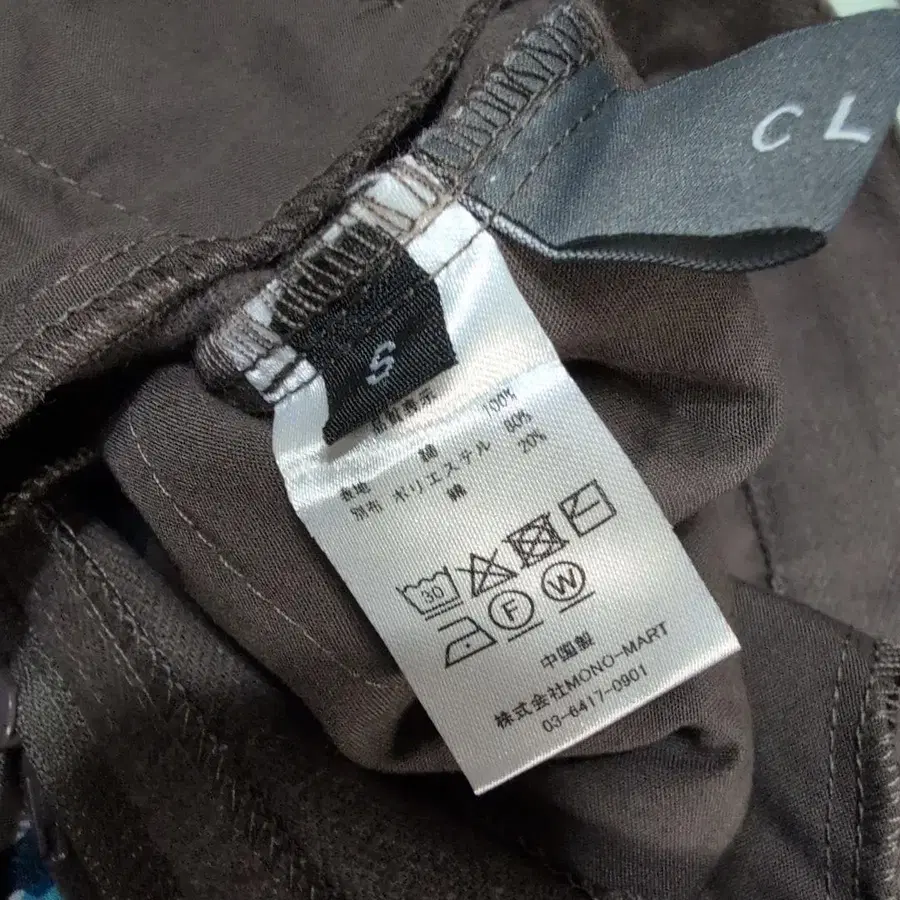 CL
S
品質表示
表地 綿 100%
別布 ポリエステル 80%
綿 20%
30
F W
中国製
株式会社MONO-MART
03-6417-0901